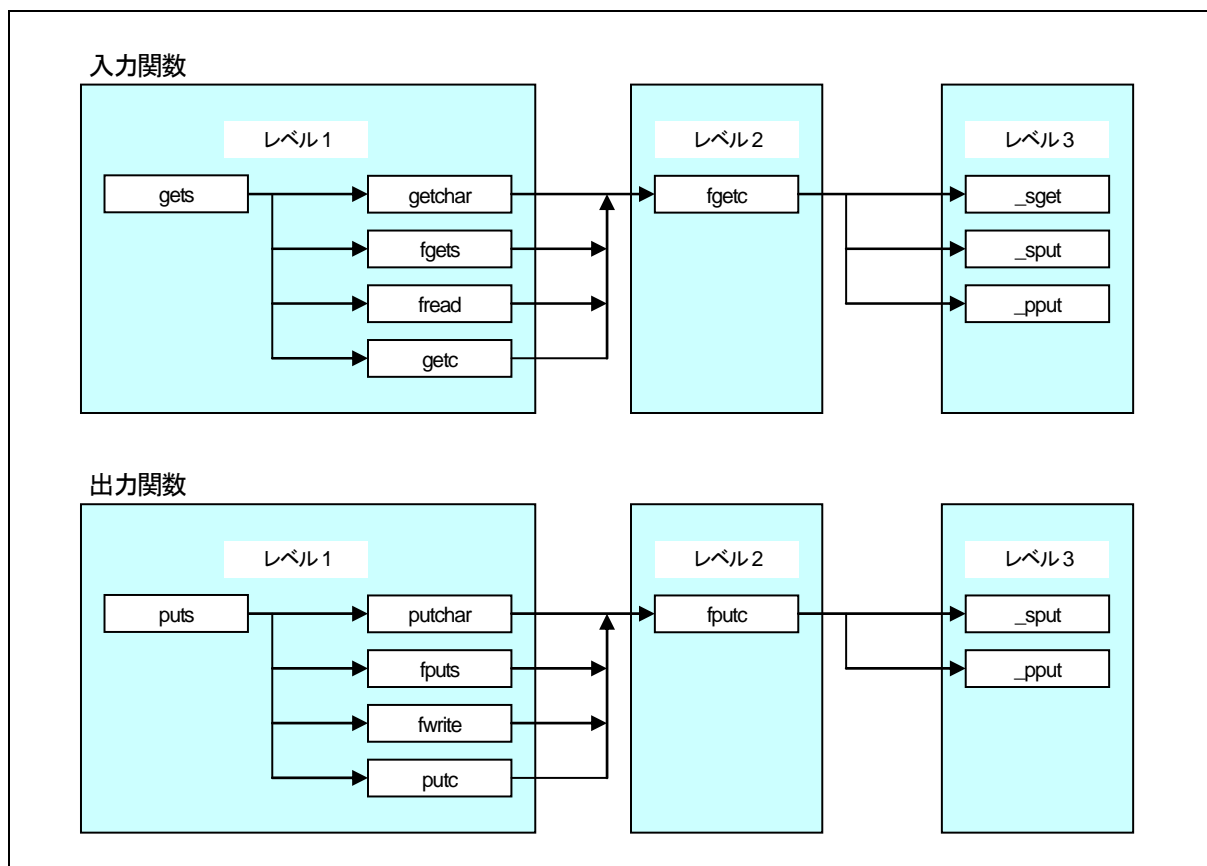 入力関数
レベル 1
レベル 2
レベル 3
gets
getchar
fgetc
_sget
fgets
_sput
fread
_pput
getc
出力関数
レベル 1
レベル 2
レベル 3
puts
putchar
fputc
_sput
fputs
_pput
fwrite
putc